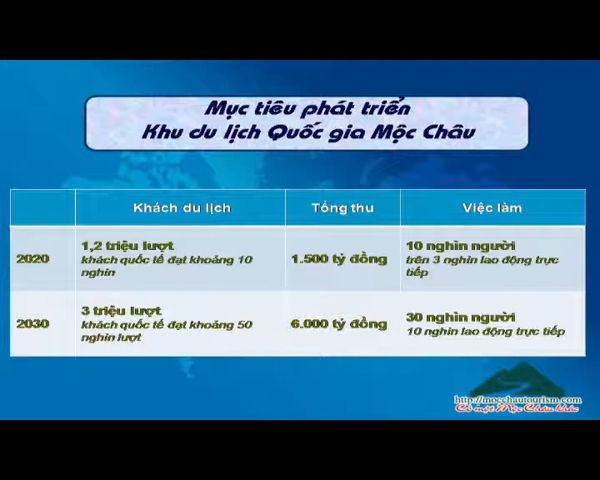 Mục tiêu phát triển
Khu du lịch Quốc gia Mộc Châu
Khách du lịch
Tổng thu
Việc làm
2020
1,2 triệu lượt
khách quốc tế đạt khoảng 10
nghìn
1.500 tỷ đồng
10 nghìn người
trên 3 nghìn lao động trực
tiếp
2030
3 triệu lượt
khách quốc tế đạt khoảng 50
nghìn lượt
6.000 tỷ đồng
30 nghìn người
10 nghìn lao động trực tiếp
http://mocchautourism.com
Có một Mộc Châu khác